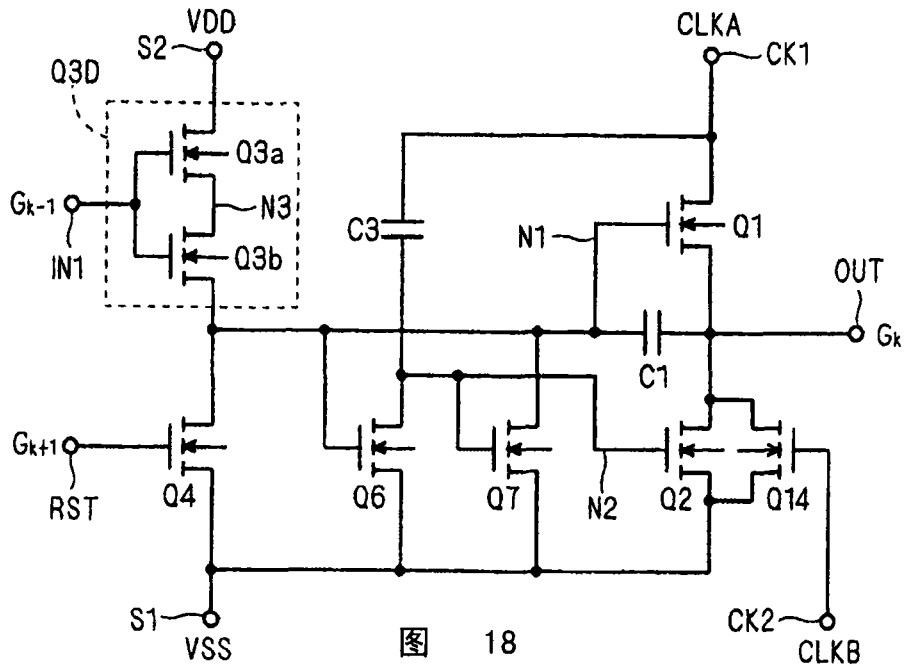 VDD
S2
Q3D
Q3a
Gk-1
N3
IN1
Q3b
CLKA
CK1
C3
N1
Q1
OUT
Gk
C1
Gk+1
RST
Q4
Q6
Q7
N2
Q2
Q14
S1
VSS
CK2
CLKB
图 18